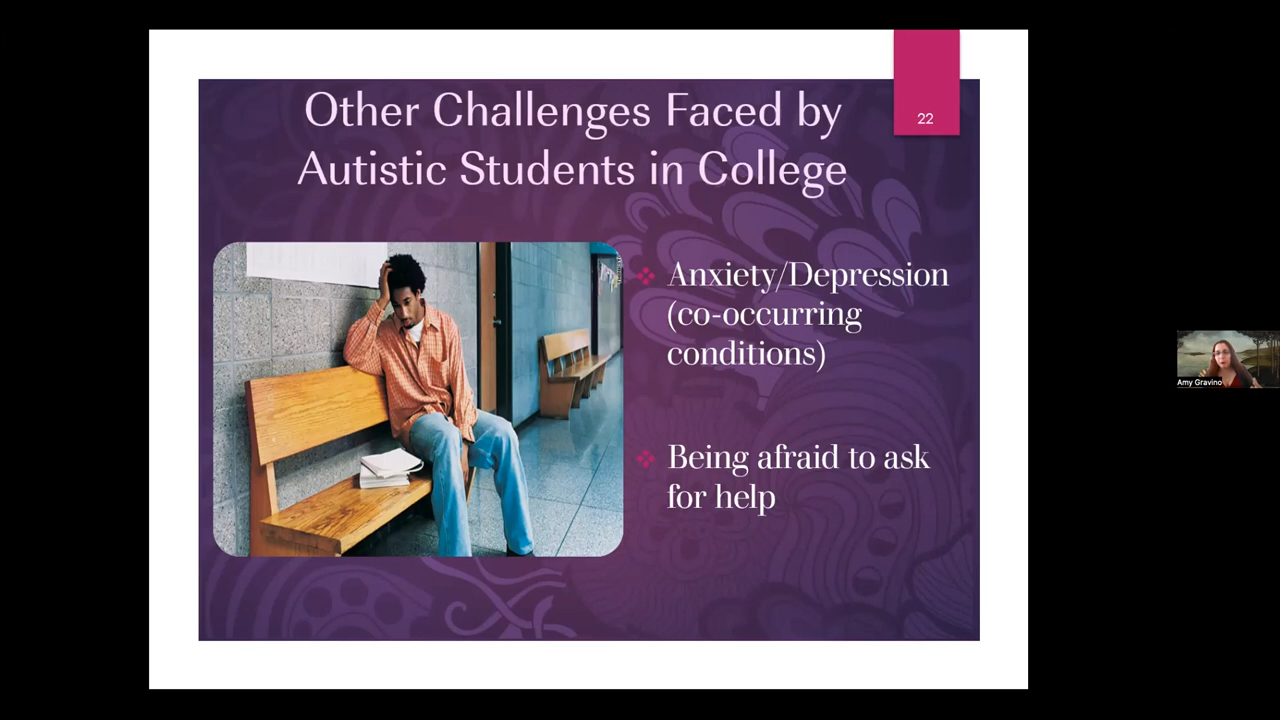 Other Challenges Faced by
Autistic Students in College
22
Anxiety/Depression
(co-occurring
conditions)
Being afraid to ask
for help
Amy Gravino